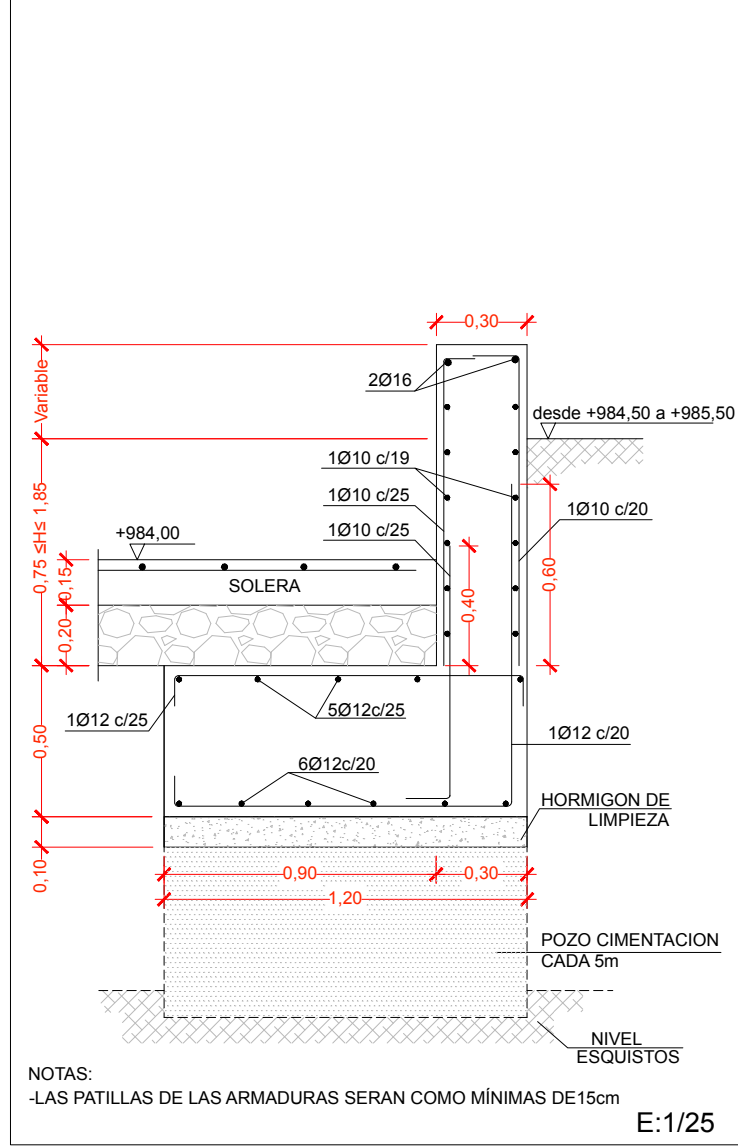 0,30
Variable
2Ø16
desde +984,50 a +985,50
0,75 ≤H≤ 1,85
1Ø10 c/19
1Ø10 c/25
1Ø10 c/20
1Ø10 c/25
+984,00
0,15
SOLERA
0,60
0,40
0,20
1Ø12 c/25
5Ø12c/25
0,50
1Ø12 c/20
6Ø12c/20
HORMIGON DE
LIMPIEZA
0,10
0,90
0,30
1,20
POZO CIMENTACION
CADA 5m
NIVEL
ESQUISTOS
NOTAS:
-LAS PATILLAS DE LAS ARMADURAS SERAN COMO MÍNIMAS DE15cm
E:1/25